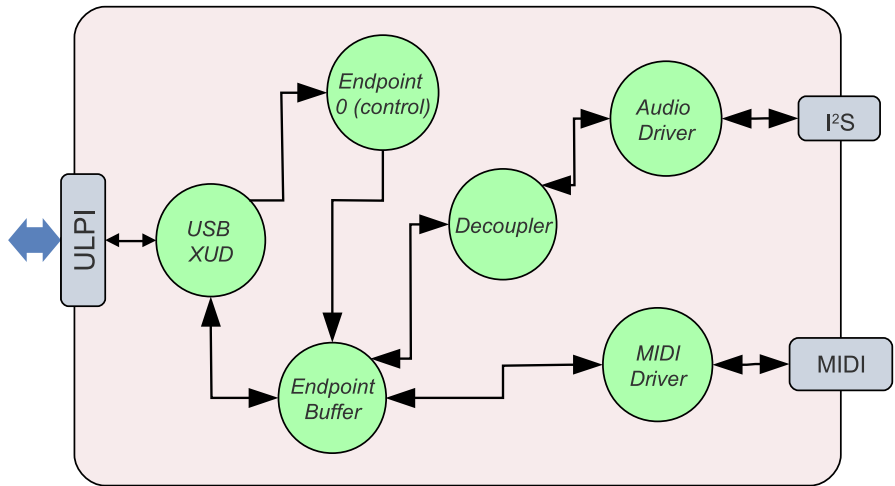 Endpoint
0 (control)
Audio
Driver
I²S
ULPI
USB
XUD
Decoupler
Endpoint
Buffer
MIDI
Driver
MIDI